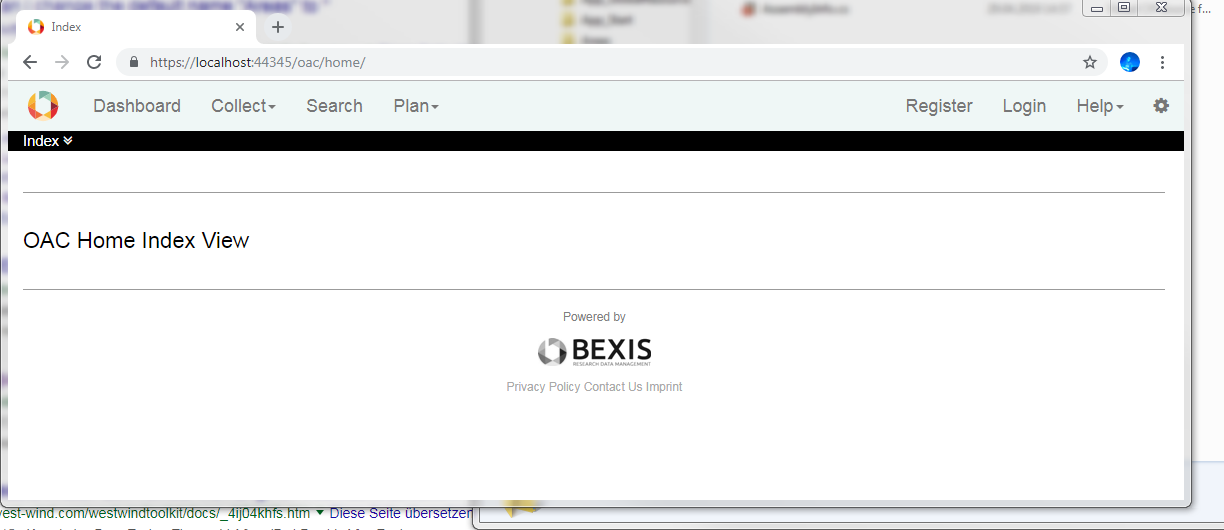 Index
https://localhost:44345/oac/home/
Dashboard Collect Search Plan Register Login Help
Index
OAC Home Index View
Powered by
BEXIS
RESEARCH DATA MANAGEMENT
Privacy Policy Contact Us Imprint
vest-wind.com/westwindtoolkit/docs/_4ij04khfs.htm Diese Seite übersetzen